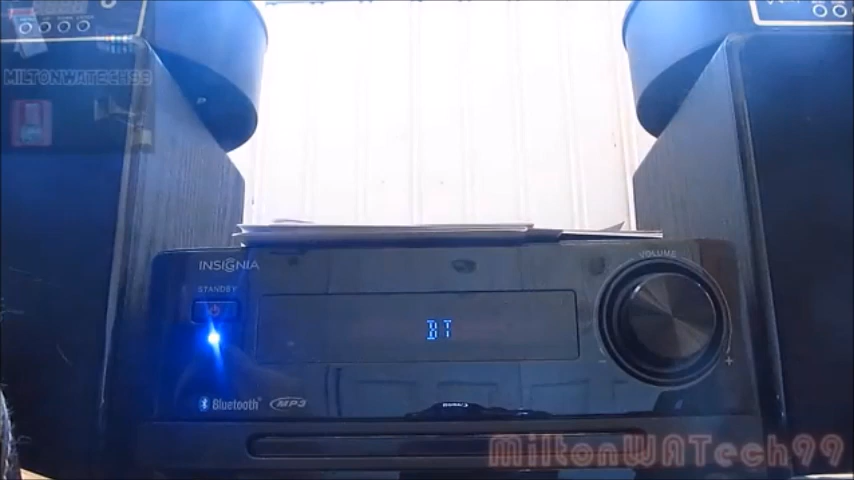 MILTONWATECH99
INSIGNIA
VOLUME
STANDBY
BT
- +
Bluetooth®
MP3
MiltonWATech99